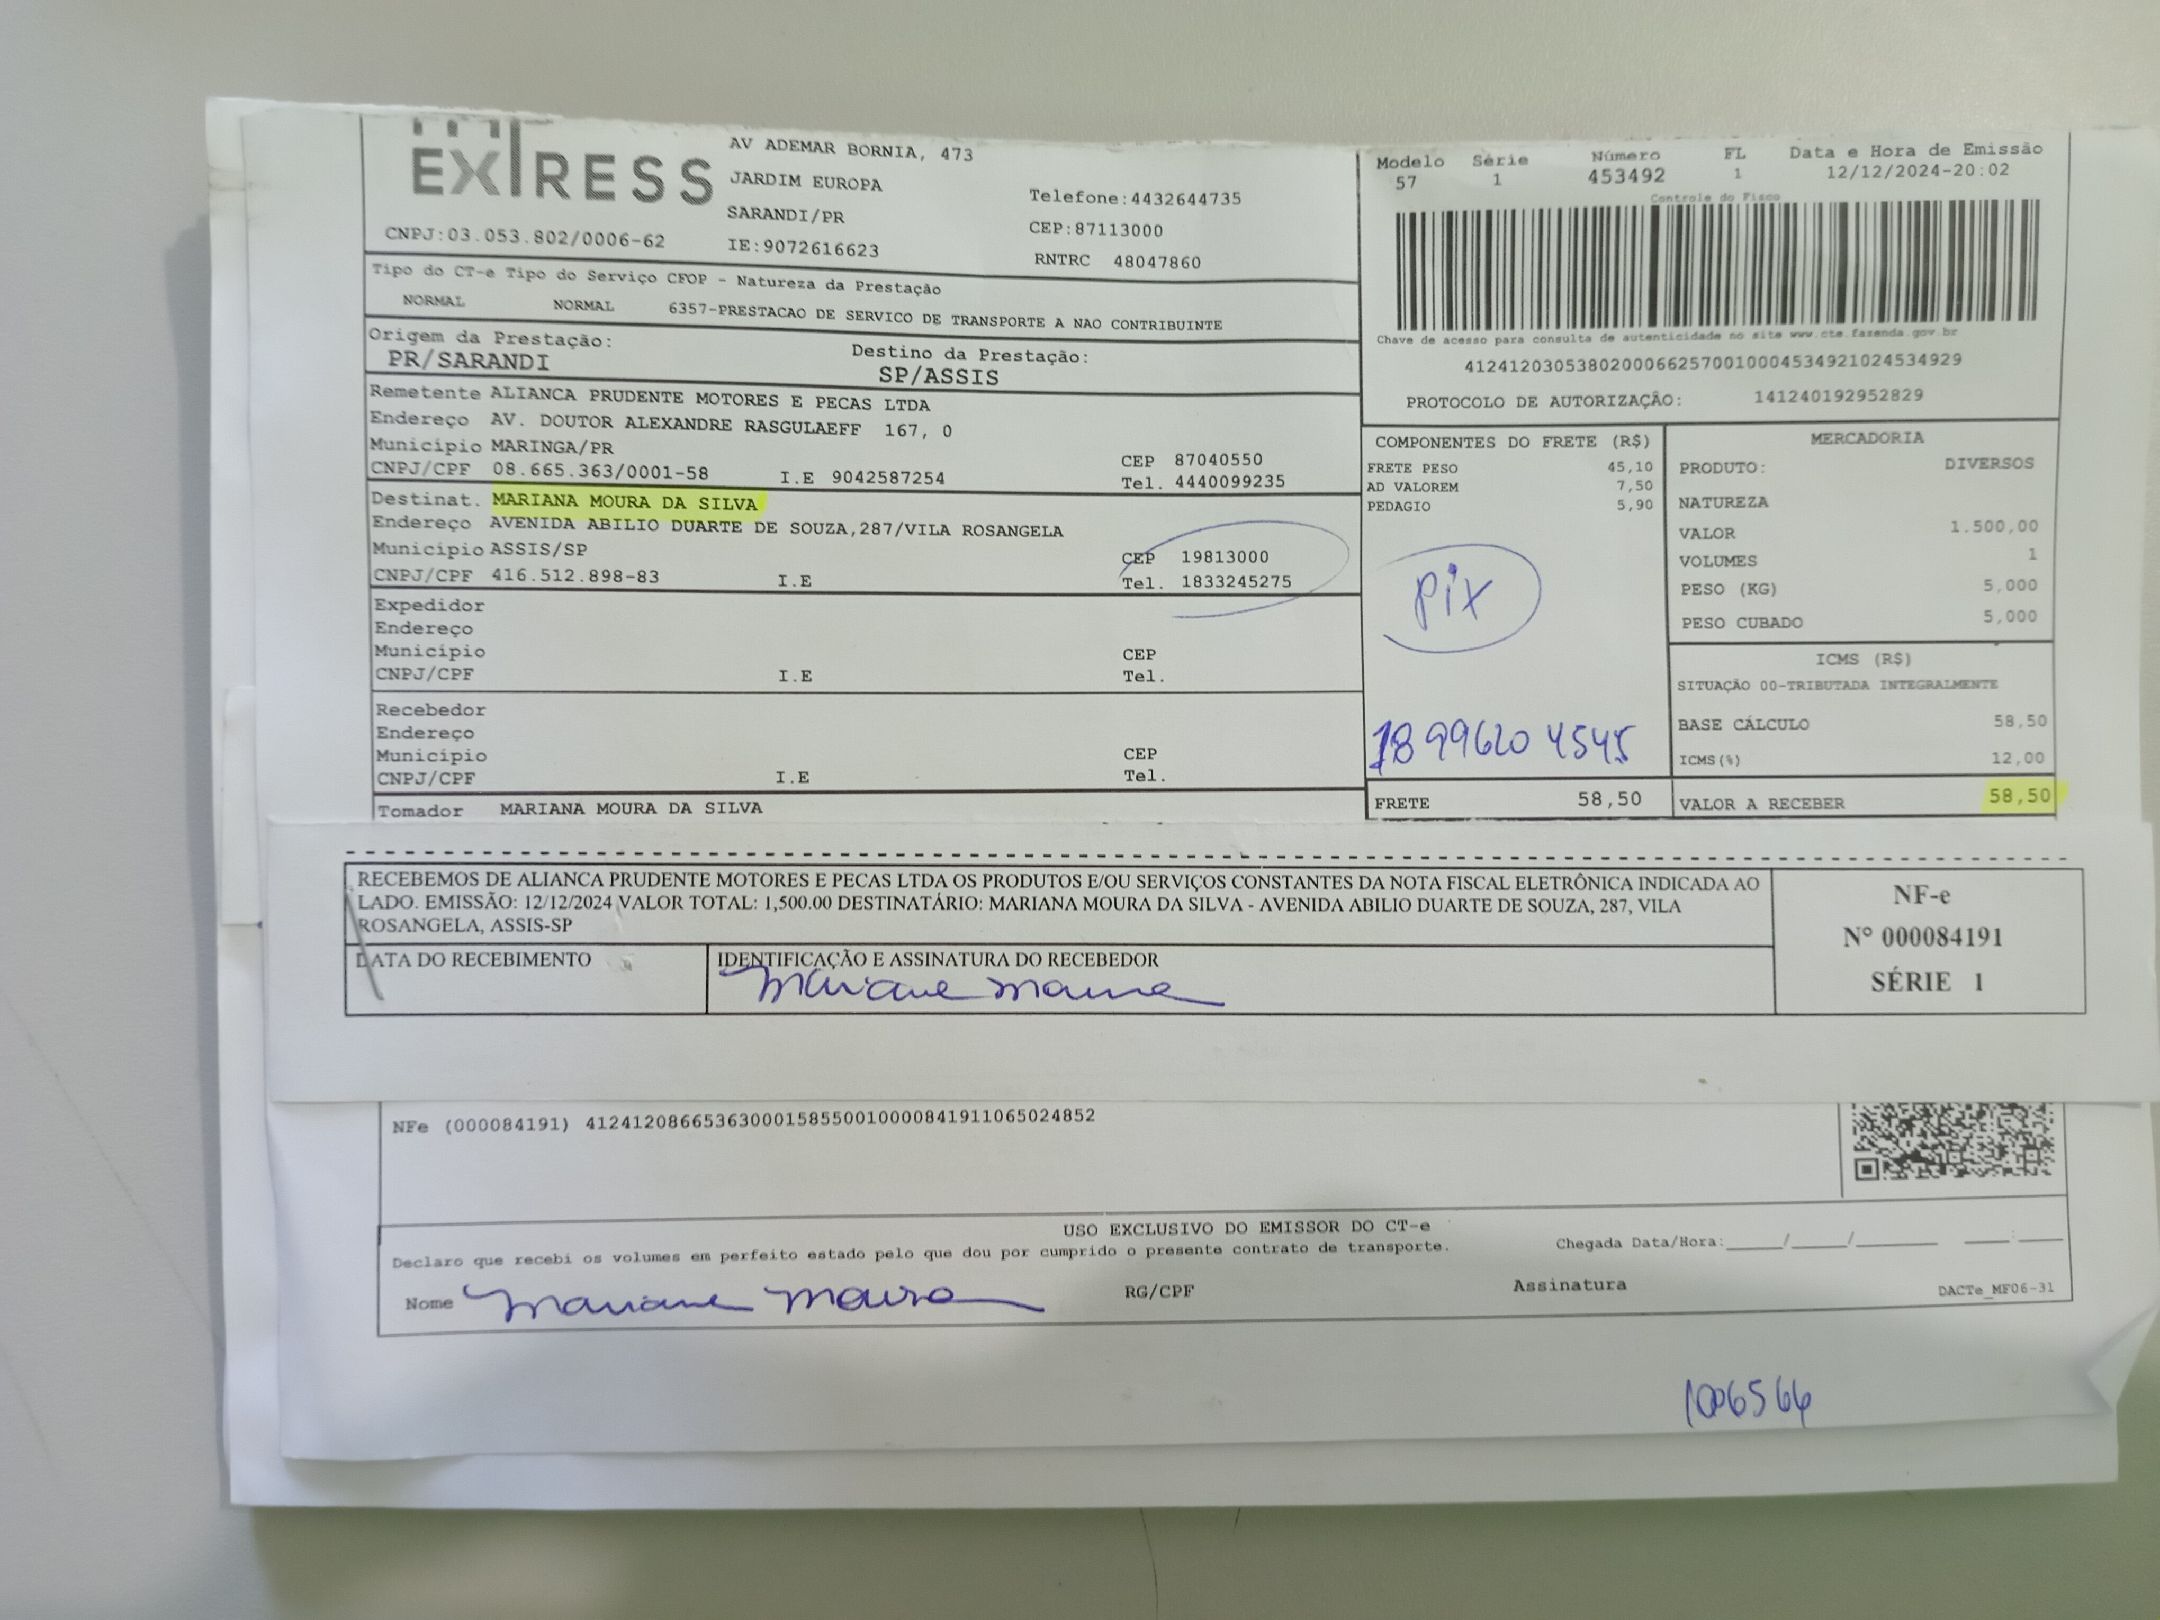 EXPRESS
AV ADEMAR BORNIA, 473
JARDIM EUROPA
SARANDI/PR
IE:9072616623
CNPJ:03.053.802/0006-62
Telefone:4432644735
CEP:87113000
RNTRC 48047860
Modelo Série Número FL Data e Hora de Emissão
57 1 453492 1 12/12/2024-20:02
Controle do Fisco
Chave de acesso para consulta de autenticidade no site www.cte.fazenda.gov.br
41241203053802000662570010004534921024534929
PROTOCOLO DE AUTORIZAÇÃO: 141240192952829
Tipo do CT-e Tipo do Serviço CFOP - Natureza da Prestação
NORMAL NORMAL 6357-PRESTACAO DE SERVICO DE TRANSPORTE A NAO CONTRIBUINTE
Origem da Prestação: Destino da Prestação:
PR/SARANDI SP/ASSIS
Remetente ALIANCA PRUDENTE MOTORES E PECAS LTDA
Endereço AV. DOUTOR ALEXANDRE RASGULAEFF 167, 0
Município MARINGA/PR CEP 87040550
CNPJ/CPF 08.665.363/0001-58 I.E 9042587254 Tel. 4440099235
Destinat. MARIANA MOURA DA SILVA
Endereço AVENIDA ABILIO DUARTE DE SOUZA,287/VILA ROSANGELA
Município ASSIS/SP CEP 19813000
CNPJ/CPF 416.512.898-83 I.E Tel. 1833245275
Expedidor
Endereço
Município CEP
CNPJ/CPF I.E Tel.
Recebedor
Endereço
Município CEP
CNPJ/CPF I.E Tel.
Tomador MARIANA MOURA DA SILVA
COMPONENTES DO FRETE (R$)
FRETE PESO 45,10
AD VALOREM 7,50
PEDAGIO 5,90
pix
18 99620 4545
FRETE 58,50
MERCADORIA
PRODUTO: DIVERSOS
NATUREZA
VALOR 1.500,00
VOLUMES 1
PESO (KG) 5,000
PESO CUBADO 5,000
ICMS (R$)
SITUAÇÃO 00-TRIBUTADA INTEGRALMENTE
BASE CÁLCULO 58,50
ICMS(%) 12,00
VALOR A RECEBER 58,50
RECEBEMOS DE ALIANCA PRUDENTE MOTORES E PECAS LTDA OS PRODUTOS E/OU SERVIÇOS CONSTANTES DA NOTA FISCAL ELETRÔNICA INDICADA AO
LADO. EMISSÃO: 12/12/2024 VALOR TOTAL: 1,500.00 DESTINATÁRIO: MARIANA MOURA DA SILVA - AVENIDA ABILIO DUARTE DE SOUZA, 287, VILA
ROSANGELA, ASSIS-SP
DATA DO RECEBIMENTO IDENTIFICAÇÃO E ASSINATURA DO RECEBEDOR
Mariana Moura
NF-e
N° 000084191
SÉRIE 1
NFe (000084191) 41241208665363000158550010000841911065024852
USO EXCLUSIVO DO EMISSOR DO CT-e
Declaro que recebi os volumes em perfeito estado pelo que dou por cumprido o presente contrato de transporte. Chegada Data/Hora:____/____/______ ___:___
Nome Mariana Moura RG/CPF Assinatura DACTe_MF06-31
1006566